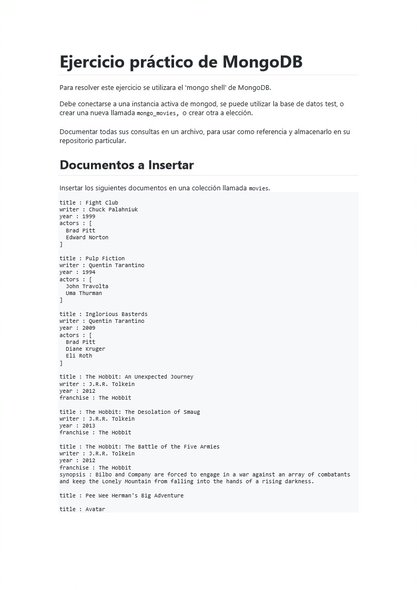 Ejercicio práctico de MongoDB
Para resolver este ejercicio se utilizara el 'mongo shell' de MongoDB.
Debe conectarse a una instancia activa de mongod, se puede utilizar la base de datos test, o
crear una nueva llamada mongo_movies, o crear otra a elección.
Documentar todas sus consultas en un archivo, para usar como referencia y almacenarlo en su
repositorio particular.
Documentos a Insertar
Insertar los siguientes documentos en una colección llamada movies.
title : Fight Club
writer : Chuck Palahniuk
year : 1999
actors : [
Brad Pitt
Edward Norton
]
title : Pulp Fiction
writer : Quentin Tarantino
year : 1994
actors : [
John Travolta
Uma Thurman
]
title : Inglorious Basterds
writer : Quentin Tarantino
year : 2009
actors : [
Brad Pitt
Diane Kruger
Eli Roth
]
title : The Hobbit: An Unexpected Journey
writer : J.R.R. Tolkein
year : 2012
franchise : The Hobbit
title : The Hobbit: The Desolation of Smaug
writer : J.R.R. Tolkein
year : 2013
franchise : The Hobbit
title : The Hobbit: The Battle of the Five Armies
writer : J.R.R. Tolkein
year : 2012
franchise : The Hobbit
synopsis : Bilbo and Company are forced to engage in a war against an array of combatants
and keep the Lonely Mountain from falling into the hands of a rising darkness.
title : Pee Wee Herman's Big Adventure
title : Avatar